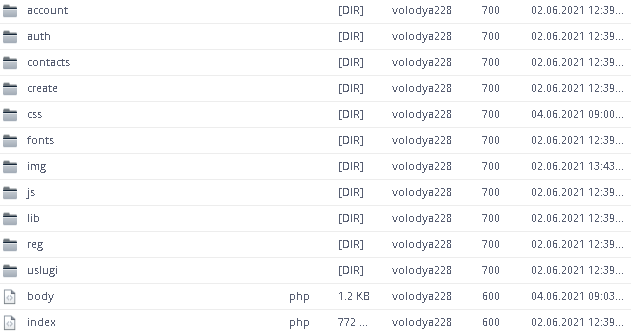 account [DIR] volodya228 700 02.06.2021 12:39...
auth [DIR] volodya228 700 02.06.2021 12:39...
contacts [DIR] volodya228 700 02.06.2021 12:39...
create [DIR] volodya228 700 02.06.2021 12:39...
css [DIR] volodya228 700 04.06.2021 09:00...
fonts [DIR] volodya228 700 02.06.2021 12:39...
img [DIR] volodya228 700 02.06.2021 13:43...
js [DIR] volodya228 700 02.06.2021 12:39...
lib [DIR] volodya228 700 02.06.2021 12:39...
reg [DIR] volodya228 700 02.06.2021 12:39...
uslugi [DIR] volodya228 700 02.06.2021 12:39...
body php 1.2 KB volodya228 600 04.06.2021 09:03...
index php 772 ... volodya228 600 02.06.2021 12:39...